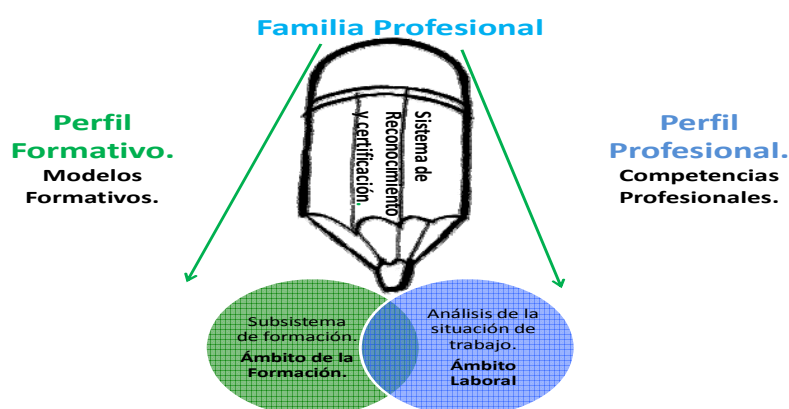 Familia Profesional
Perfil
Formativo.
Modelos
Formativos.
Sistema de
Reconocimiento
y certificación.
Perfil
Profesional.
Competencias
Profesionales.
Subsistema
de formación.
Ámbito de la
Formación.
Análisis de la
situación de
trabajo.
Ámbito
Laboral